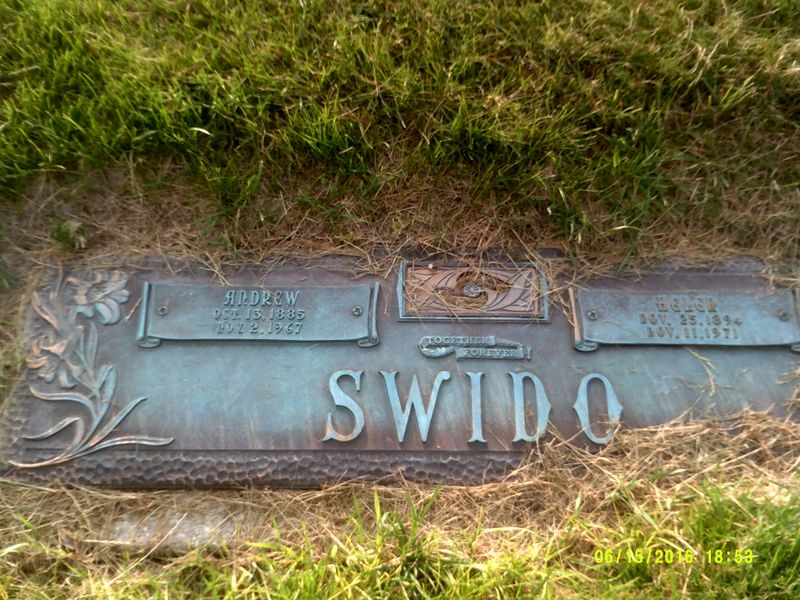 ANDREW
OCT. 13, 1885
NOV. 2, 1967
TOGETHER
FOREVER
HELEN
NOV. 25, 1894
NOV. 11, 1971
SWIDO
06/15/2016 18:53